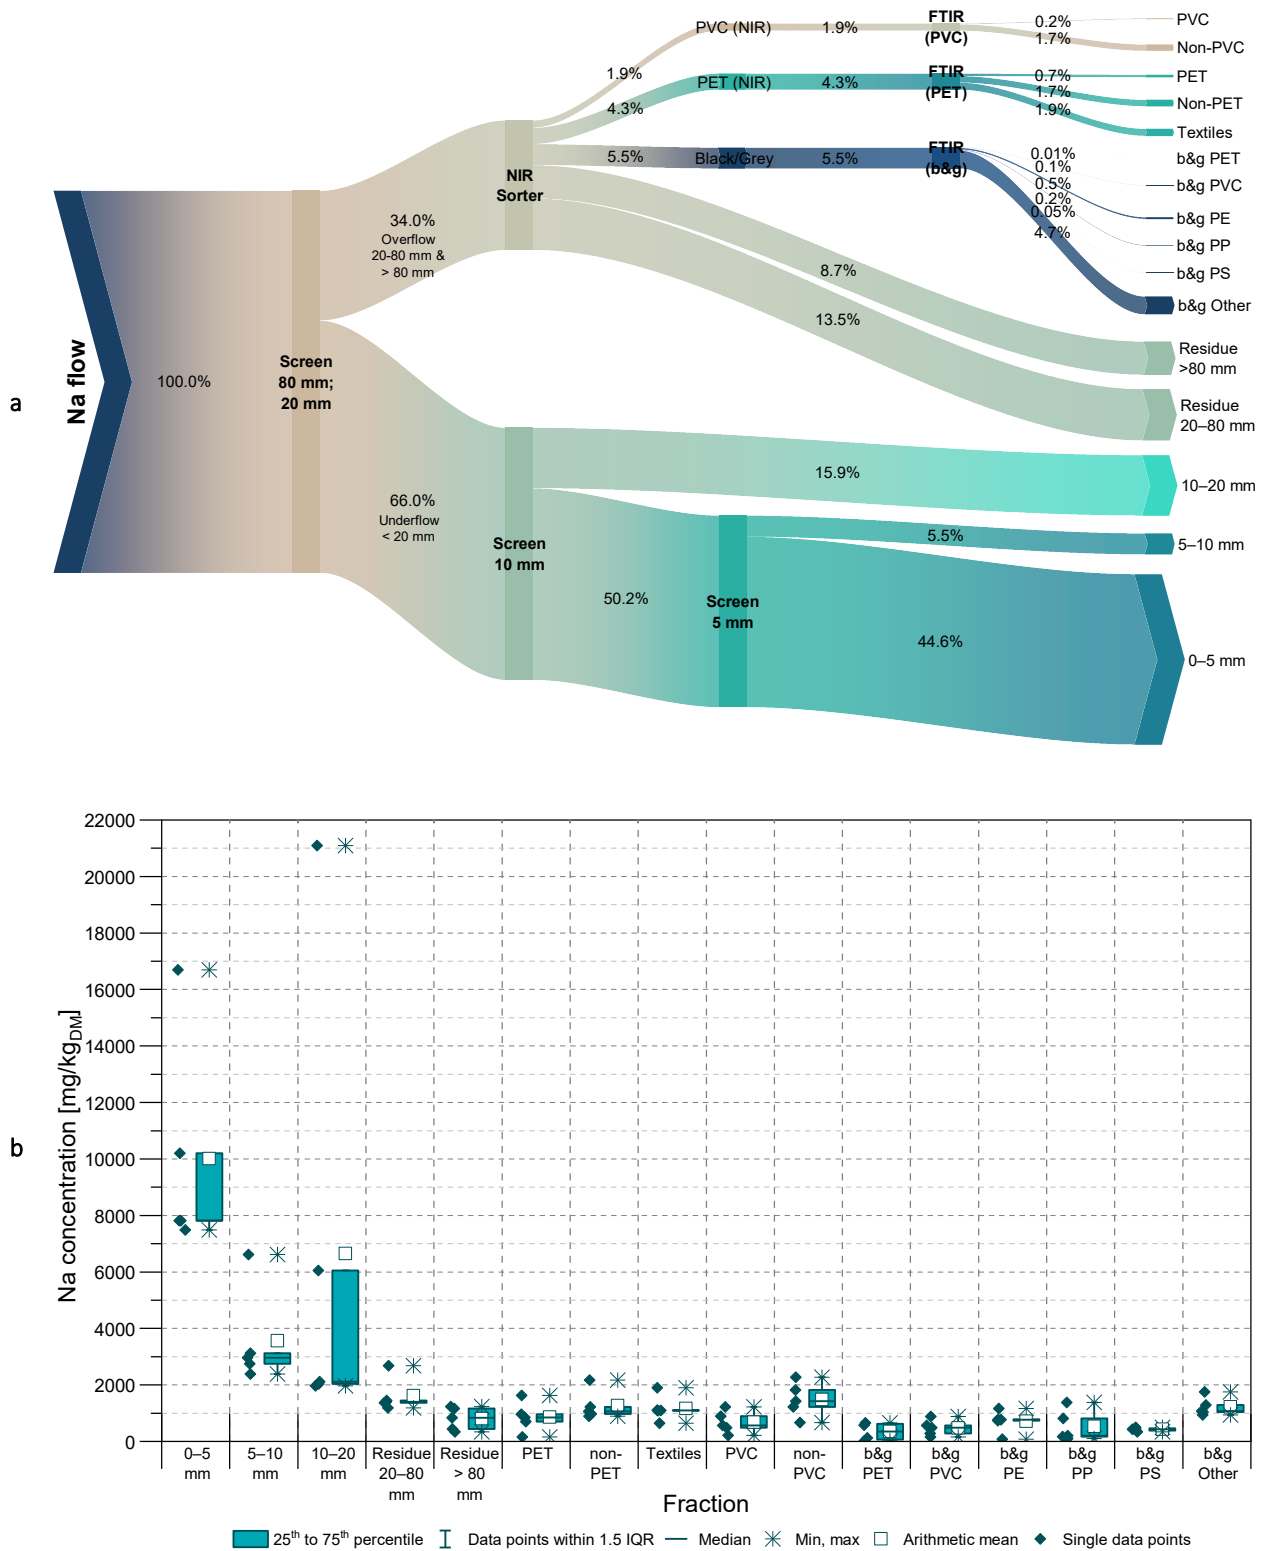 PVC (NIR)
1.9%
FTIR
(PVC)
0.2%
1.7%
PVC
Non-PVC
1.9%
4.3%
PET (NIR)
4.3%
FTIR
(PET)
0.7%
1.7%
1.9%
PET
Non-PET
Textiles
5.5%
Black/Grey
5.5%
FTIR
(b&g)
0.01%
0.1%
0.5%
0.2%
0.05%
4.7%
b&g PET
b&g PVC
b&g PE
b&g PP
b&g PS
b&g Other
NIR
Sorter
34.0%
Overflow
20-80 mm &
> 80 mm
8.7%
13.5%
Residue
>80 mm
Residue
20–80 mm
a
Na flow
100.0%
Screen
80 mm;
20 mm
66.0%
Underflow
< 20 mm
Screen
10 mm
15.9%
10–20 mm
50.2%
Screen
5 mm
5.5%
5–10 mm
44.6%
0–5 mm
b
Na concentration [mg/kgDM]
22000
20000
18000
16000
14000
12000
10000
8000
6000
4000
2000
0
0–5
mm
5–10
mm
10–20
mm
Residue
20–80
mm
Residue
> 80
mm
PET
non-
PET
Textiles
PVC
non-
PVC
b&g
PET
b&g
PVC
b&g
PE
b&g
PP
b&g
PS
b&g
Other
Fraction
25th to 75th percentile
Data points within 1.5 IQR
Median
Min, max
Arithmetic mean
Single data points